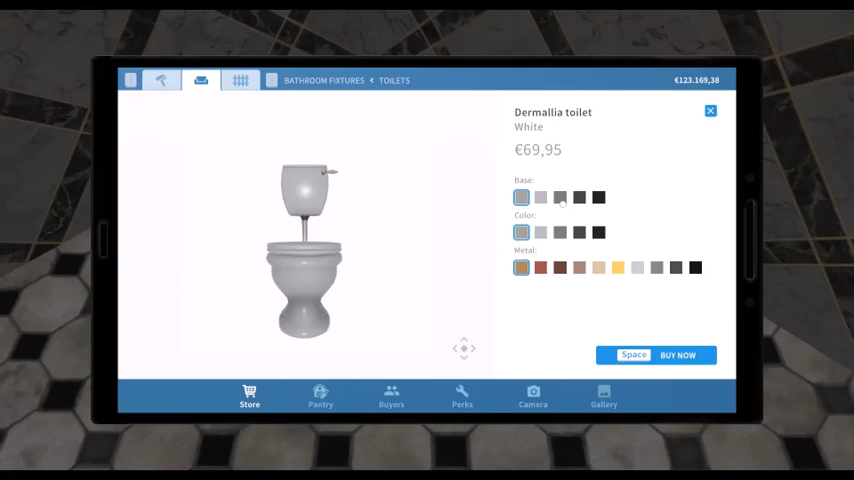 BATHROOM FIXTURES < TOILETS
€123.169,38
Dermallia toilet
White
€69,95
Base:
Color:
Metal:
Space BUY NOW
Store
Pantry
Buyers
Perks
Camera
Gallery